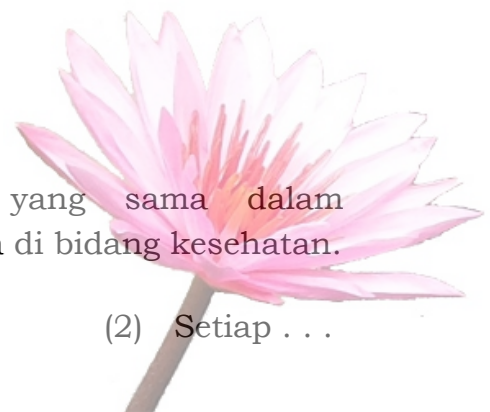 yang sama dalam
di bidang kesehatan.
(2) Setiap . . .